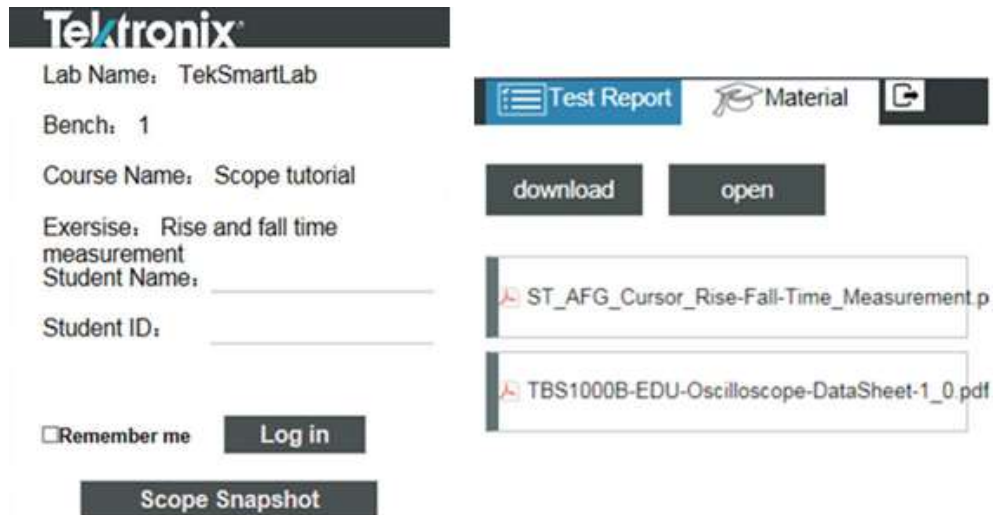 Tektronix
Lab Name: TekSmartLab
Bench: 1
Course Name: Scope tutorial
Exersise: Rise and fall time
measurement
Student Name:
Student ID:
Remember me
Log in
Scope Snapshot
Test Report
Material
download
open
ST_AFG_Cursor_Rise-Fall-Time_Measurement.p
TBS1000B-EDU-Oscilloscope-DataSheet-1_0.pdf